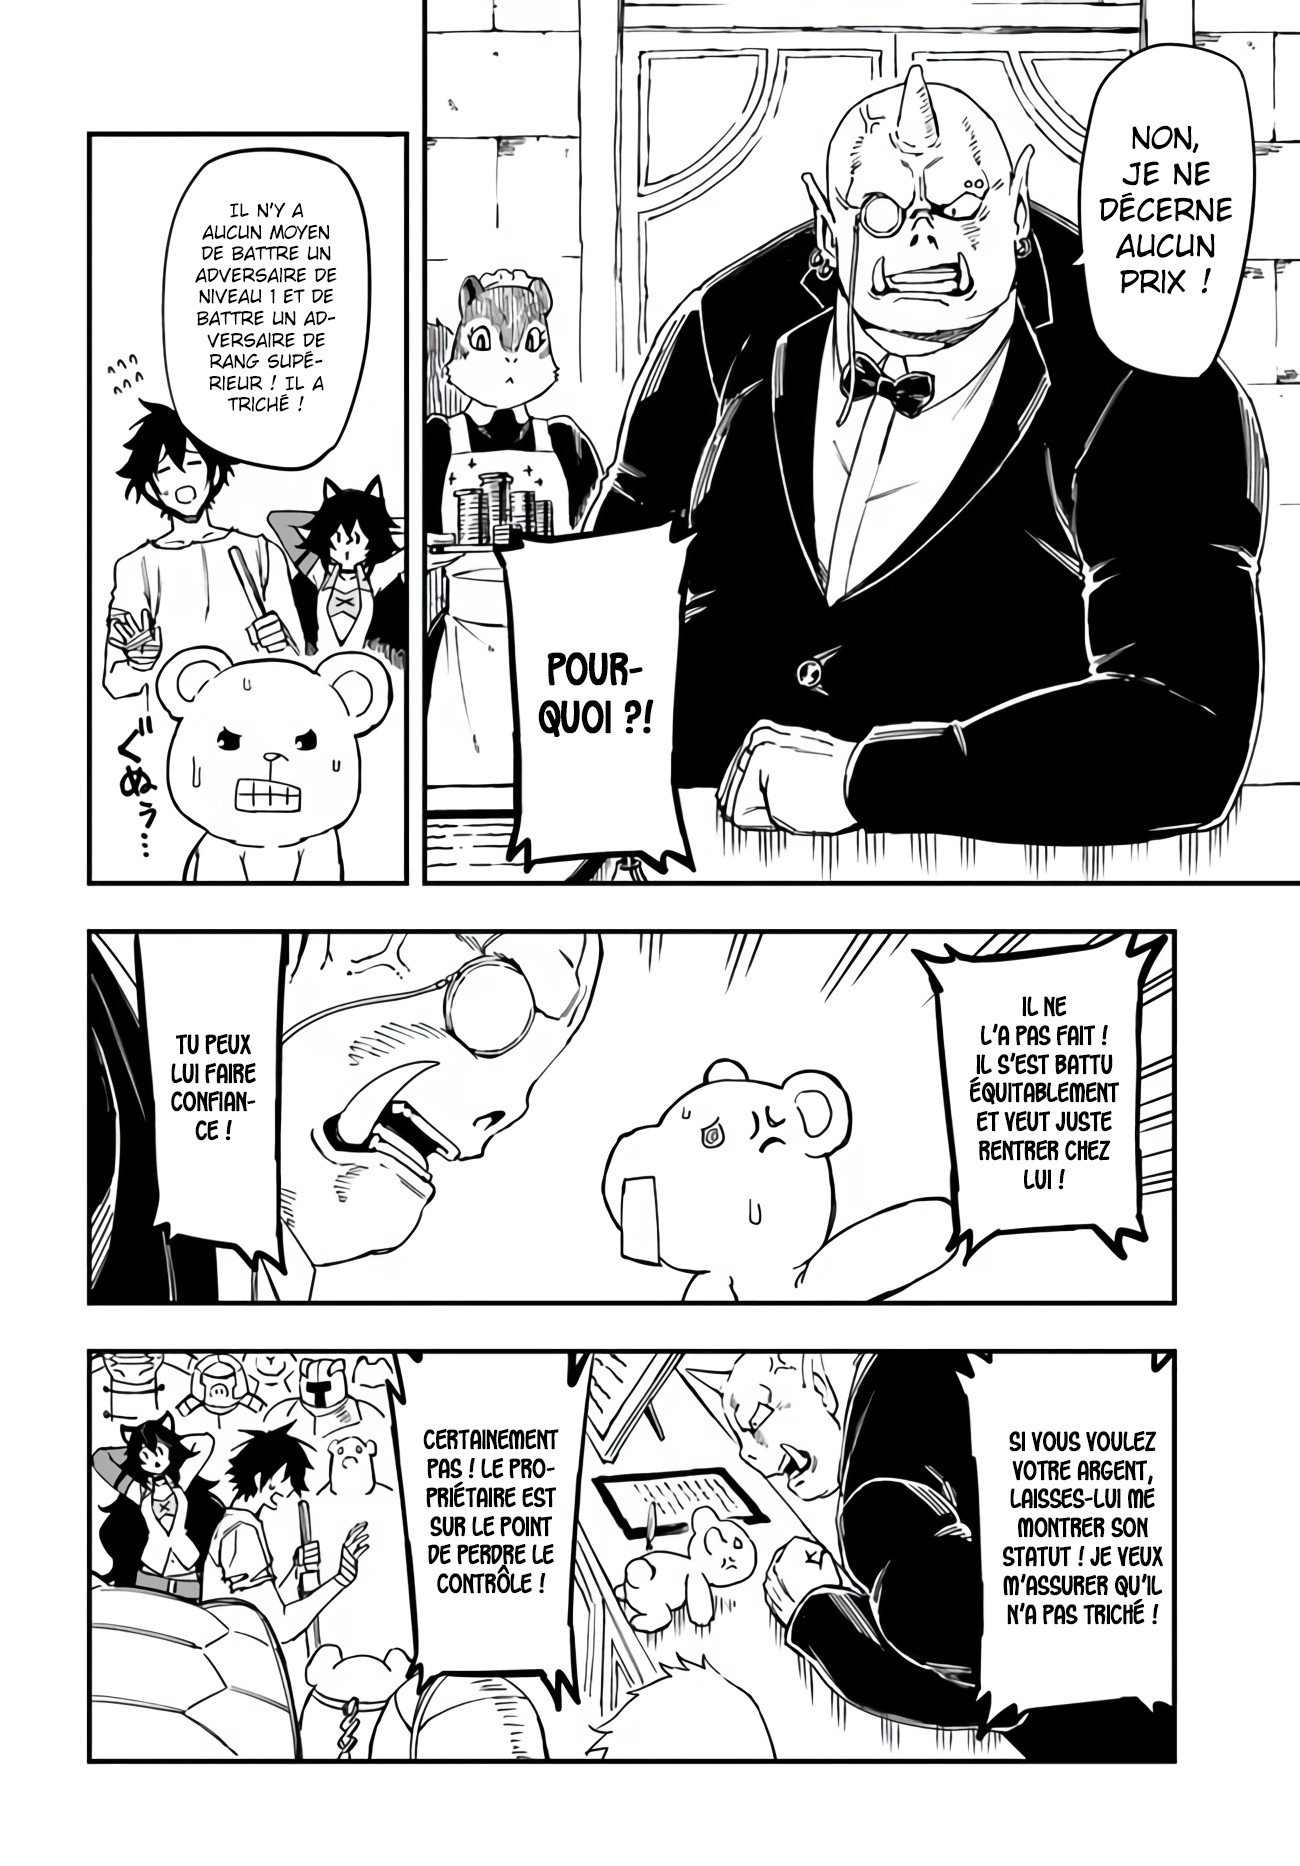 NON,
JE NE
DÉCERNE
AUCUN
PRIX !
POUR-
QUOI ?!
IL N'Y A
AUCUN MOYEN
DE BATTRE UN
ADVERSAIRE DE
NIVEAU 1 ET DE
BATTRE UN AD-
VERSAIRE DE
RANG SUPÉ-
RIEUR ! IL A
TRICHÉ !
ぐぬぅ…
IL NE
L'A PAS FAIT !
IL S'EST BATTU
ÉQUITABLEMENT
ET VEUT JUSTE
RENTRER CHEZ
LUI !
TU PEUX
LUI FAIRE
CONFIAN-
CE !
SI VOUS VOULEZ
VOTRE ARGENT,
LAISSES-LUI ME
MONTRER SON
STATUT ! JE VEUX
M'ASSURER QU'IL
N'A PAS TRICHÉ !
CERTAINEMENT
PAS ! LE PRO-
PRIÉTAIRE EST
SUR LE POINT
DE PERDRE LE
CONTRÔLE !